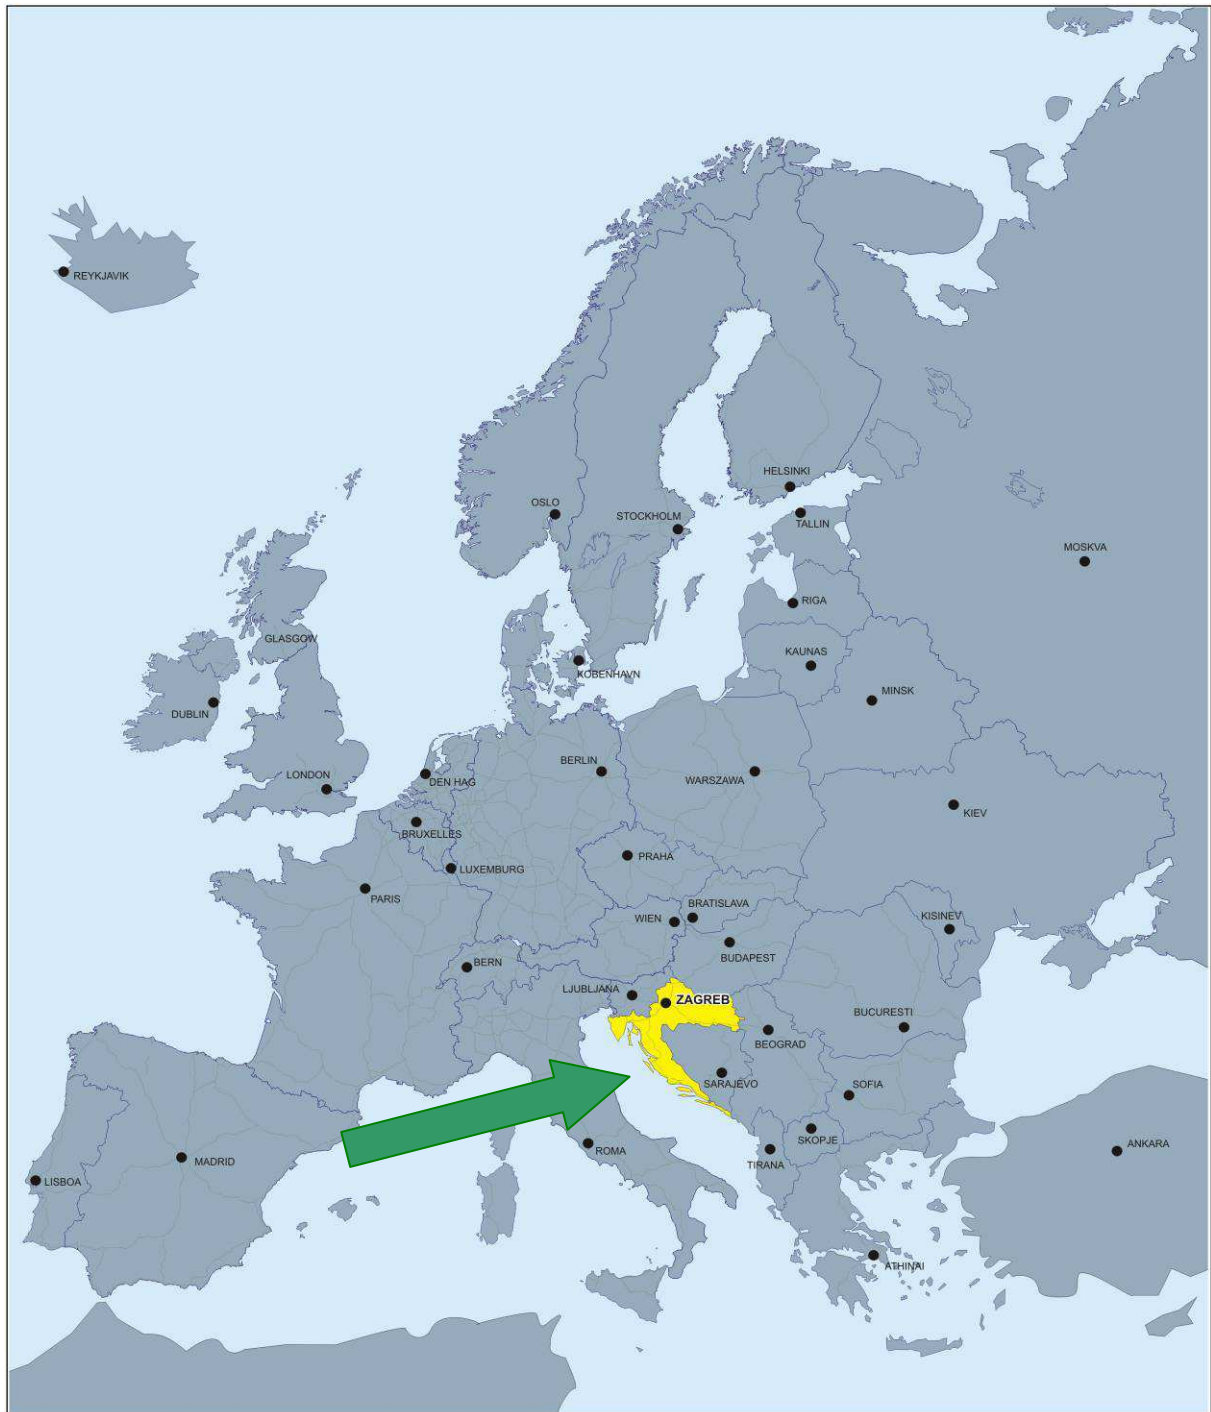 REYKJAVIK
HELSINKI
OSLO
STOCKHOLM
TALLIN
MOSKVA
RIGA
GLASGOW
KAUNAS
KOBENHAVN
MINSK
DUBLIN
BERLIN
LONDON
DEN HAG
WARSZAWA
KIEV
BRUXELLES
PRAHA
LUXEMBURG
PARIS
BRATISLAVA
WIEN
KISINEV
BUDAPEST
BERN
LJUBLJANA
ZAGREB
BUCURESTI
BEOGRAD
SARAJEVO
SOFIA
SKOPJE
ROMA
ANKARA
MADRID
TIRANA
LISBOA
ATHINAI